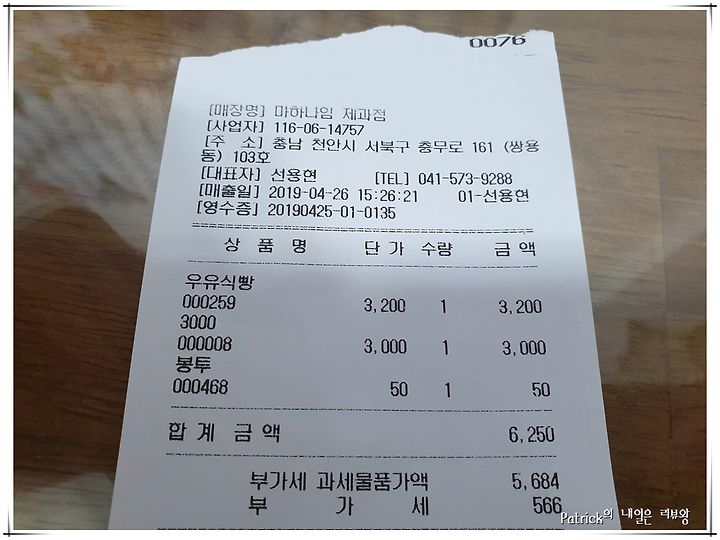 0076
[매장명] 마하나임 제과점
[사업자] 116-06-14757
[주 소] 충남 천안시 서북구 충무로 161 (쌍용
동) 103호
[대표자] 선용현 [TEL] 041-573-9288
[매출일] 2019-04-26 15:26:21 01-선용현
[영수증] 20190425-01-0135
상 품 명 단 가 수량 금 액
우유식빵
000259 3,200 1 3,200
3000
000008 3,000 1 3,000
봉투
000468 50 1 50
합 계 금 액 6,250
부가세 과세물품가액 5,684
부 가 세 566
Patrick의 내일은 리뷰왕